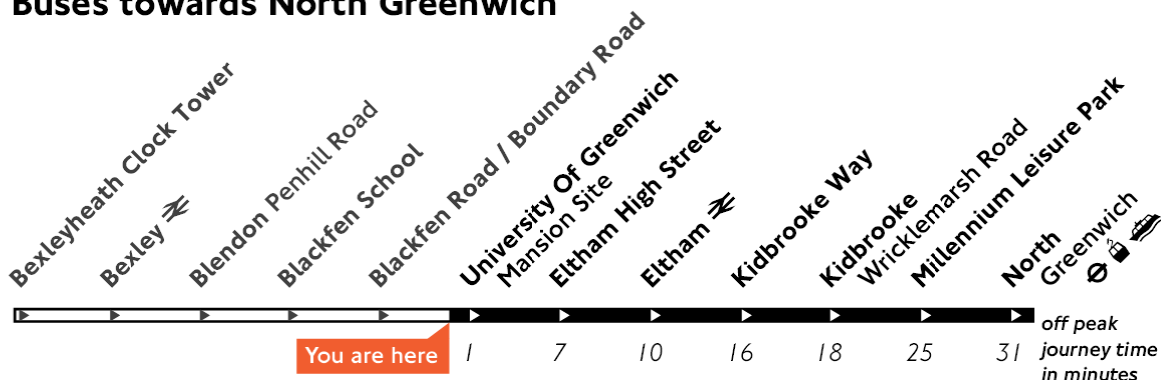 Buses towards North Greenwich
Bexleyheath Clock Tower
Bexley
Blendon Penhill Road
Blackfen School
Blackfen Road / Boundary Road
University Of Greenwich
Mansion Site
Eltham High Street
Eltham
Kidbrooke Way
Kidbrooke
Wricklemarsh Road
Millennium Leisure Park
North
Greenwich
You are here
1
7
10
16
18
25
31
off peak
journey time
in minutes